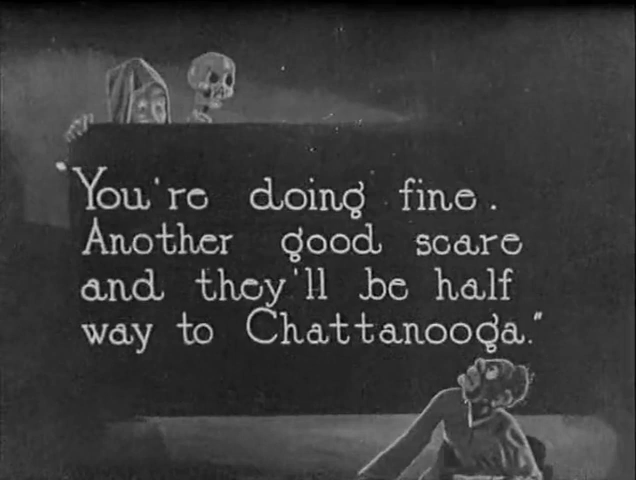 "You're doing fine.
Another good scare
and they'll be half
way to Chattanooga."